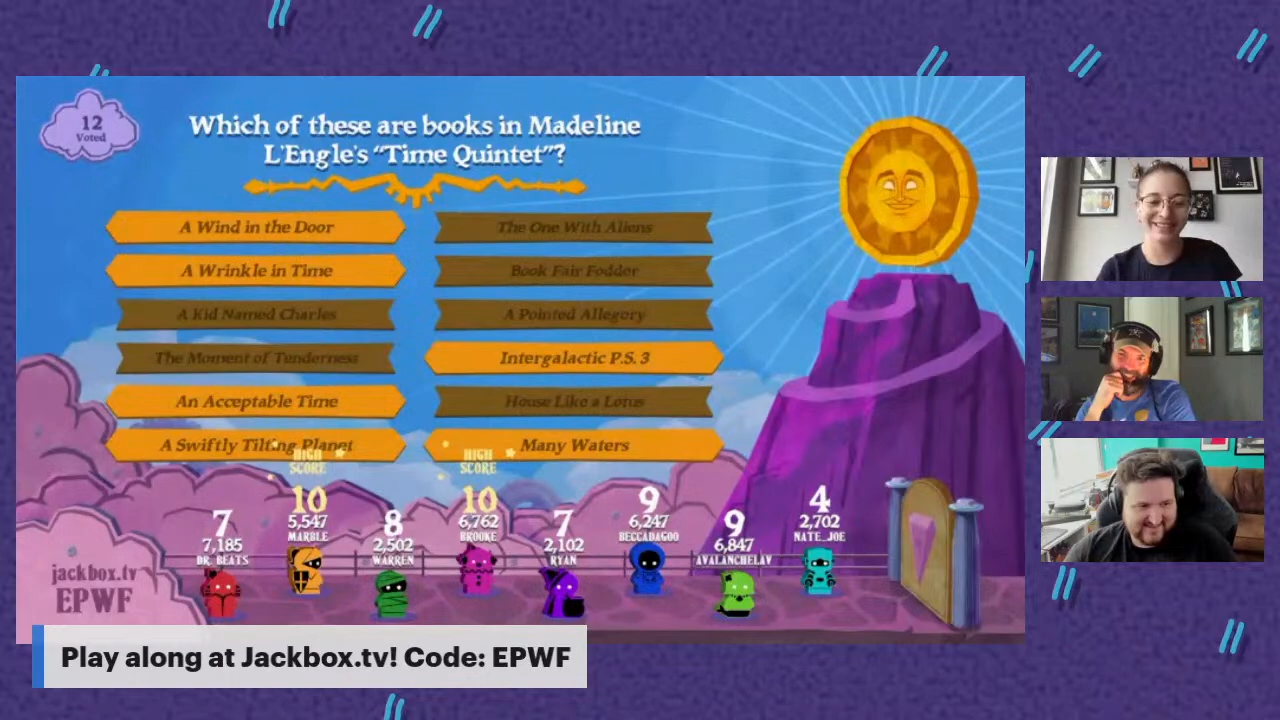 12
Voted
Which of these are books in Madeline
L'Engle's "Time Quintet"?
A Wind in the Door
The One With Aliens
A Wrinkle in Time
Book Fair Fodder
A Kid Named Charles
A Pointed Allegory
The Moment of Tenderness
Intergalactic P.S. 3
An Acceptable Time
House Like a Lotus
A Swiftly Tilting Planet
Many Waters
HIGH
SCORE
10
5,547
MARBLE
HIGH
SCORE
10
6,762
BROOKE
7
7,185
DR. BEATS
8
2,502
WARREN
7
2,102
RYAN
9
6,247
BECCADAGOO
9
6,847
AVALANCHELAV
4
2,702
NATE_JOE
jackbox.tv
EPWF
Play along at Jackbox.tv! Code: EPWF